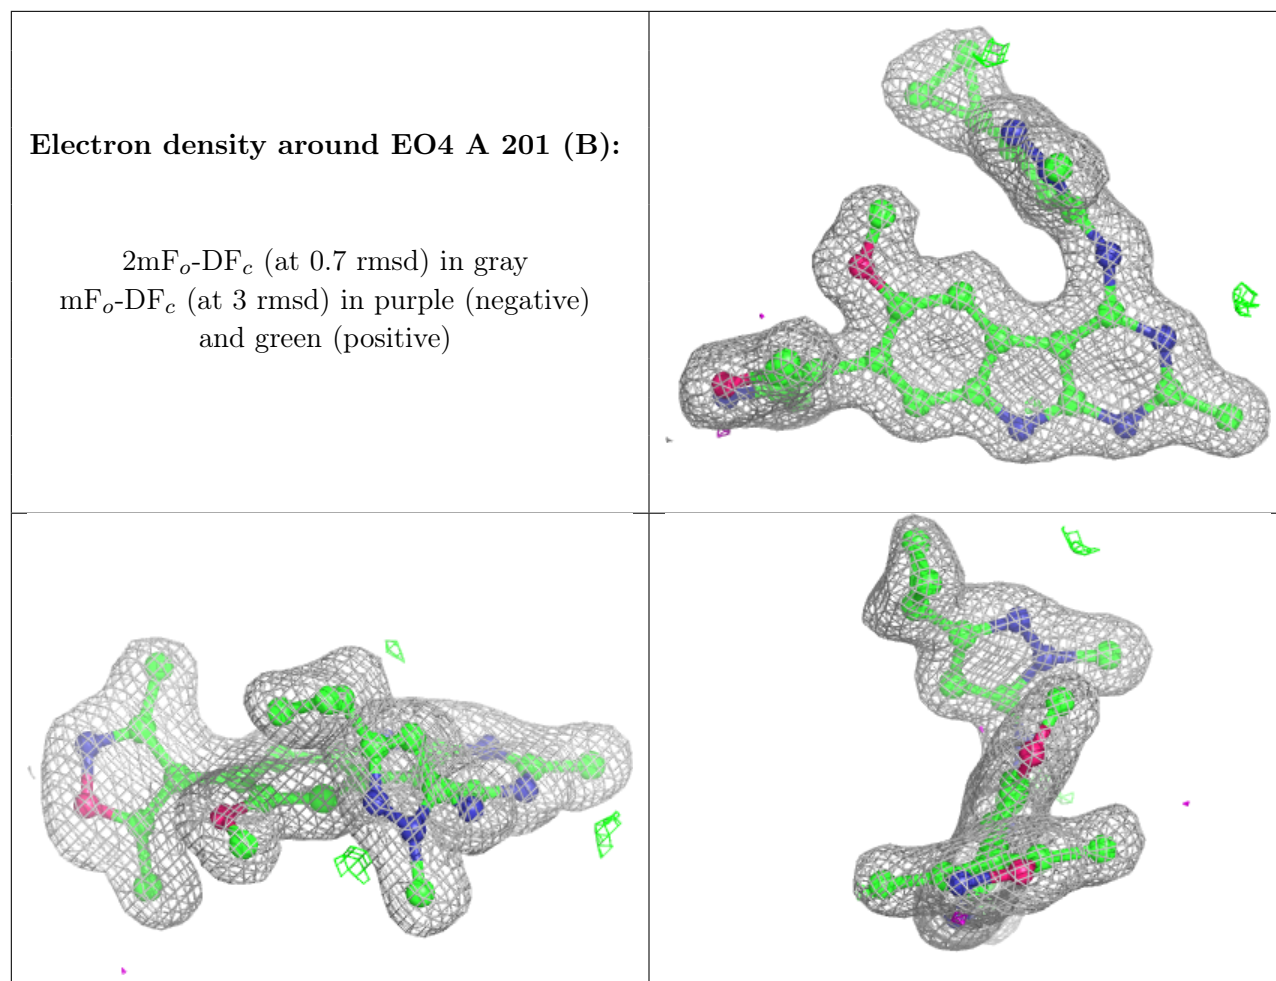 Electron density around EO4 A 201 (B):
2mFo-DFc (at 0.7 rmsd) in gray
mFo-DFc (at 3 rmsd) in purple (negative)
and green (positive)